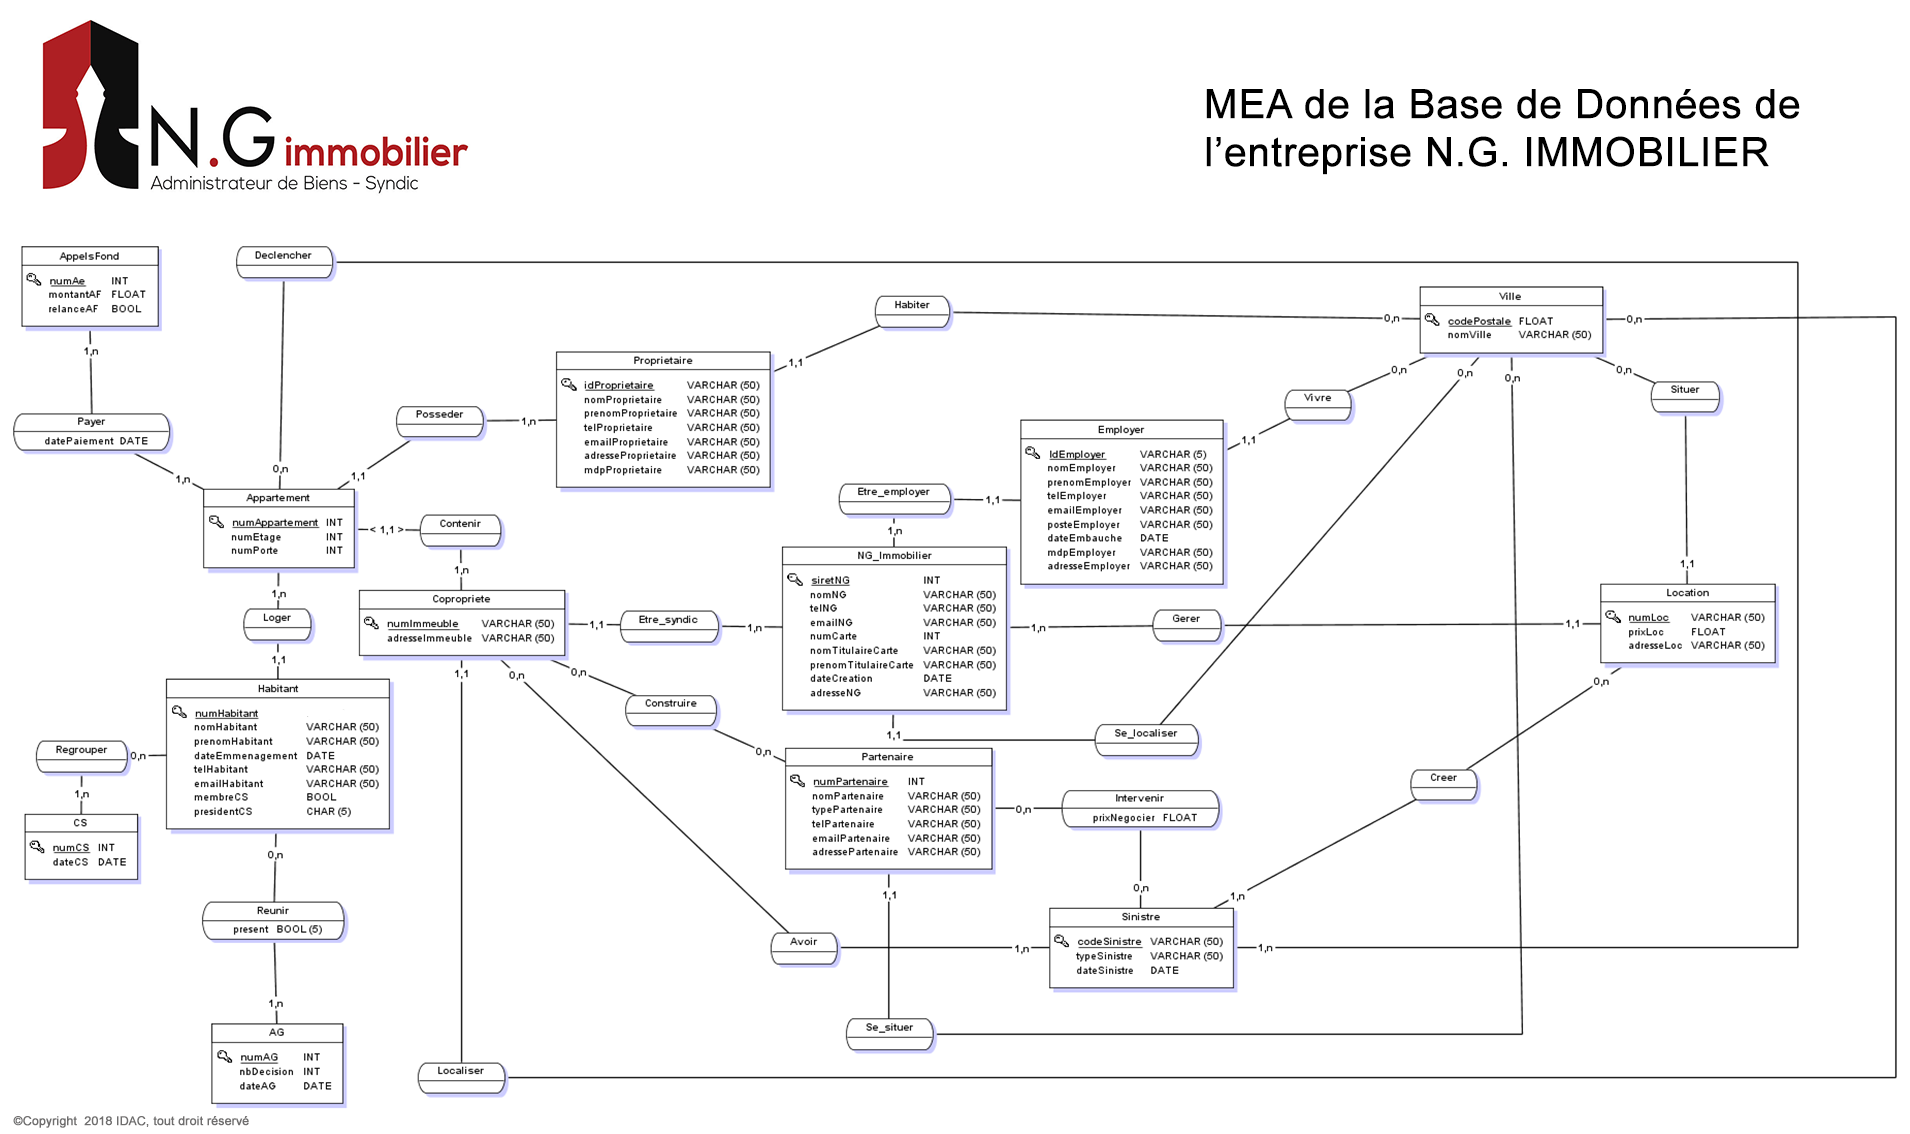 N.G immobilier
Administrateur de Biens - Syndic
MEA de la Base de Données de
l'entreprise N.G. IMMOBILIER
AppelsFond
numAe INT
montantAF FLOAT
relanceAF BOOL
1,n
Payer
datePaiement DATE
1,n
Declencher
0,n
Appartement
numAppartement INT
numEtage INT
numPorte INT
Posseder
1,1
1,n
Proprietaire
idProprietaire VARCHAR (50)
nomProprietaire VARCHAR (50)
prenomProprietaire VARCHAR (50)
telProprietaire VARCHAR (50)
emailProprietaire VARCHAR (50)
adresseProprietaire VARCHAR (50)
mdpProprietaire VARCHAR (50)
1,1
Habiter
0,n
Ville
codePostale FLOAT
nomVille VARCHAR (50)
0,n
0,n
0,n
0,n
0,n
Vivre
1,1
Situer
1,1
Employer
IdEmployer VARCHAR (5)
nomEmployer VARCHAR (50)
prenomEmployer VARCHAR (50)
telEmployer VARCHAR (50)
emailEmployer VARCHAR (50)
posteEmployer VARCHAR (50)
dateEmbauche DATE
mdpEmployer VARCHAR (50)
adresseEmployer VARCHAR (50)
Etre_employer
1,1
1,n
< 1,1 >
Contenir
1,n
NG_Immobilier
siretNG INT
nomNG VARCHAR (50)
telNG VARCHAR (50)
emailNG VARCHAR (50)
numCarte INT
nomTitulaireCarte VARCHAR (50)
prenomTitulaireCarte VARCHAR (50)
dateCreation DATE
adresseNG VARCHAR (50)
Copropriete
numImmeuble VARCHAR (50)
adresseImmeuble VARCHAR (50)
1,1
Etre_syndic
1,n
1,n
Gerer
1,1
Location
numLoc VARCHAR (50)
prixLoc FLOAT
adresseLoc VARCHAR (50)
0,n
1,n
Loger
1,1
Habitant
numHabitant
nomHabitant VARCHAR (50)
prenomHabitant VARCHAR (50)
dateEmmenagement DATE
telHabitant VARCHAR (50)
emailHabitant VARCHAR (50)
membreCS BOOL
presidentCS CHAR (5)
1,1
0,n
0,n
Construire
0,n
1,1
Se_localiser
Regrouper
0,n
1,n
CS
numCS INT
dateCS DATE
Partenaire
numPartenaire INT
nomPartenaire VARCHAR (50)
typePartenaire VARCHAR (50)
telPartenaire VARCHAR (50)
emailPartenaire VARCHAR (50)
adressePartenaire VARCHAR (50)
0,n
Intervenir
prixNegocier FLOAT
0,n
Creer
1,n
1,1
0,n
Reunir
present BOOL (5)
1,n
Sinistre
codeSinistre VARCHAR (50)
typeSinistre VARCHAR (50)
dateSinistre DATE
Avoir
1,n
1,n
AG
numAG INT
nbDecision INT
dateAG DATE
Se_situer
Localiser
©Copyright 2018 IDAC, tout droit réservé